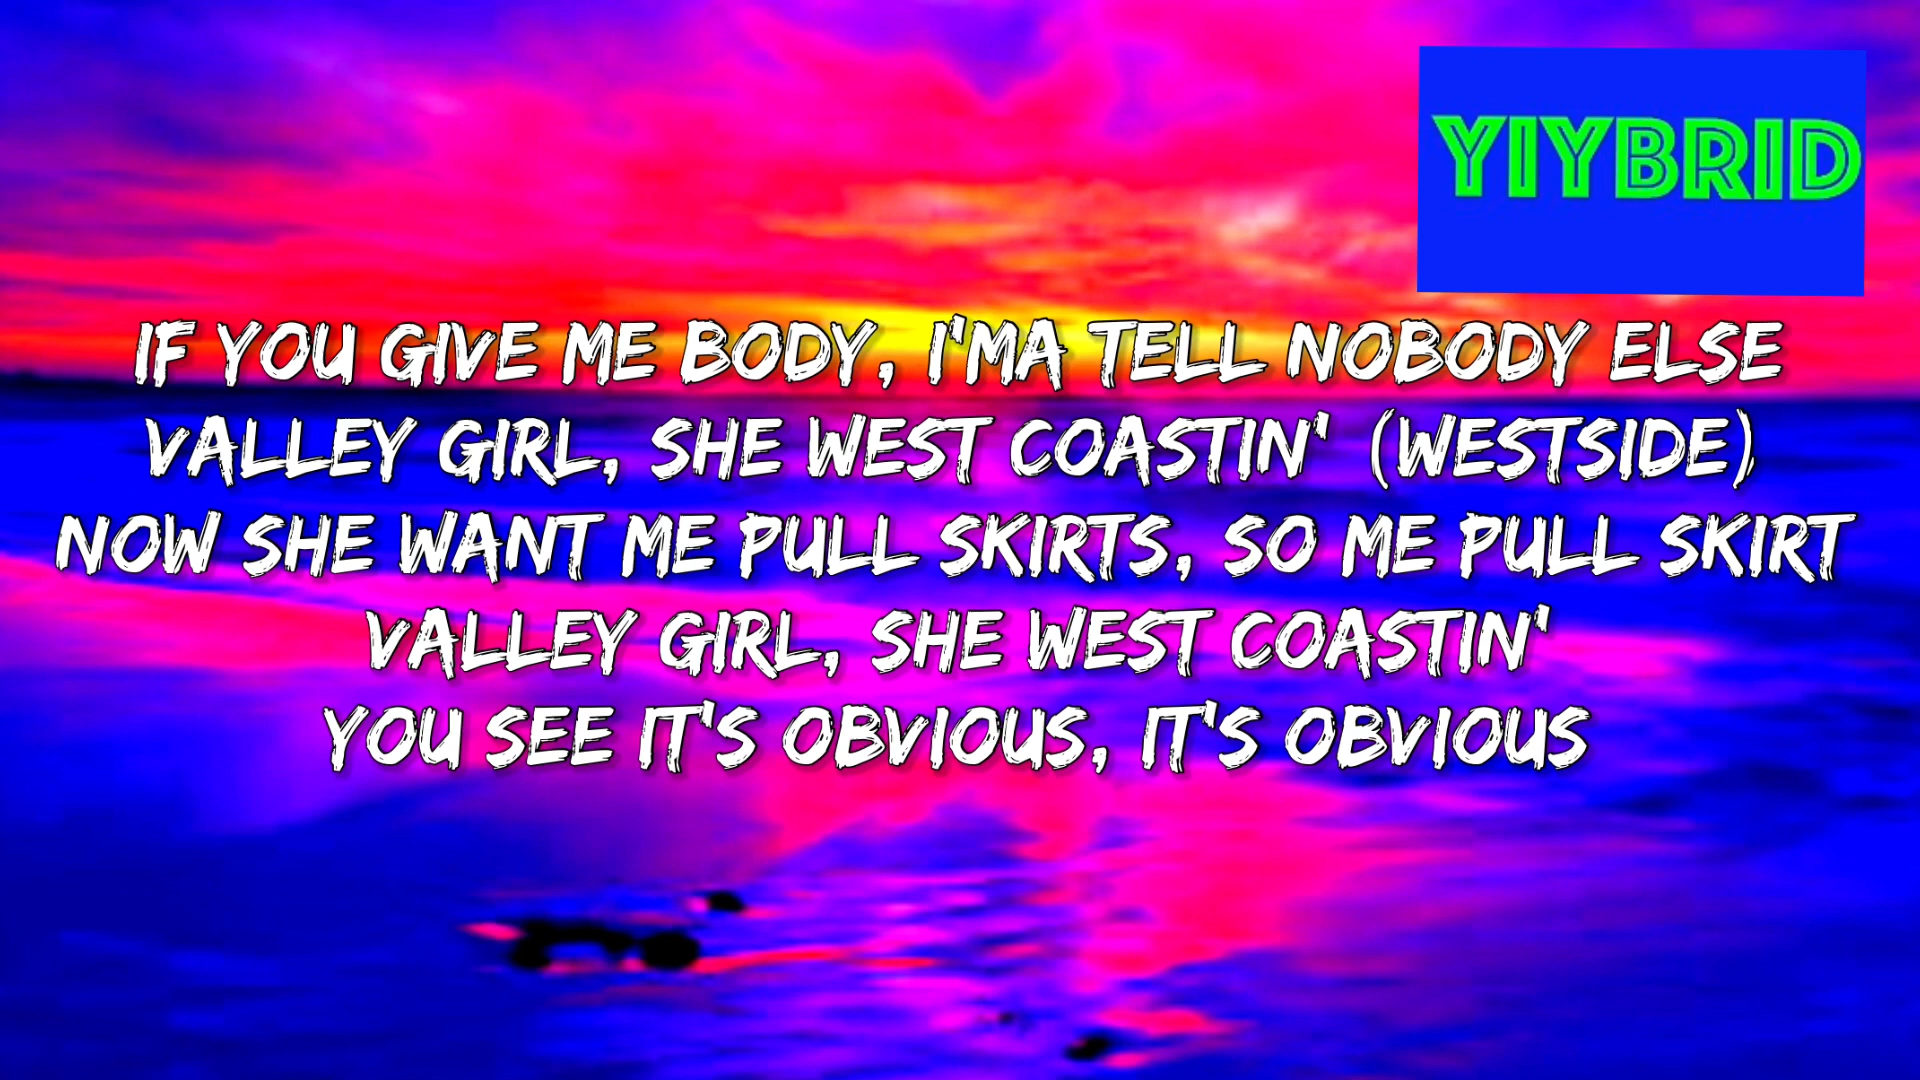 YIYBRID
IF YOU GIVE ME BODY, I'MA TELL NOBODY ELSE
VALLEY GIRL, SHE WEST COASTIN' (WESTSIDE)
NOW SHE WANT ME PULL SKIRTS, SO ME PULL SKIRT
VALLEY GIRL, SHE WEST COASTIN'
YOU SEE IT'S OBVIOUS, IT'S OBVIOUS